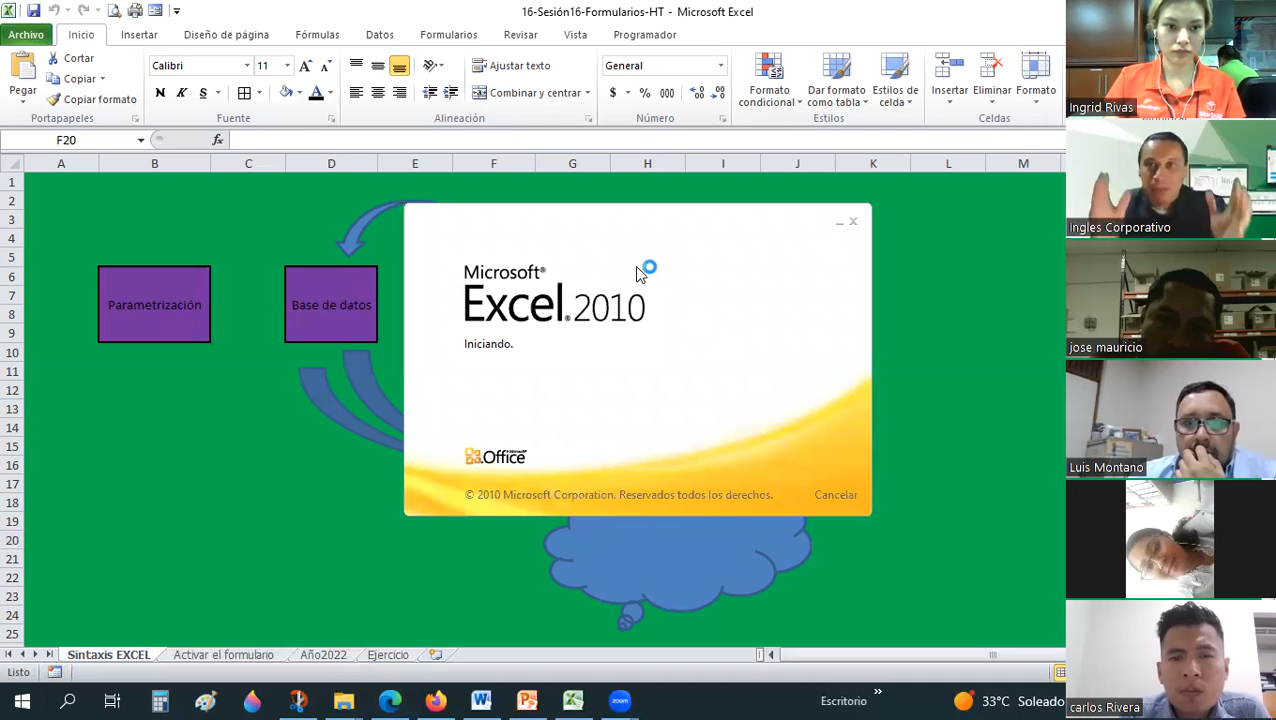 16-Sesión16-Formularios-HT - Microsoft Excel
Archivo Inicio Insertar Diseño de página Fórmulas Datos Formularios Revisar Vista Programador
Pegar
Cortar
Copiar
Copiar formato
Portapapeles
Calibri 11
N K S
Fuente
Ajustar texto
Combinar y centrar
Alineación
General
$ % 000
Número
Formato condicional
Dar formato como tabla
Estilos de celda
Estilos
Insertar
Eliminar
Formato
Celdas
F20 fx
A B C D E F G H I J K L M
1
2
3
4
5
6
7
8
9
10
11
12
13
14
15
16
17
18
19
20
21
22
23
24
25
Parametrización
Base de datos
Microsoft®
Excel® 2010
Iniciando.
Office
© 2010 Microsoft Corporation. Reservados todos los derechos.
Cancelar
Sintaxis EXCEL Activar el formulario Año2022 Ejercicio
Listo
zoom
Escritorio
33°C Soleado
Ingrid Rivas
Ingles Corporativo
jose mauricio
Luis Montano
carlos Rivera